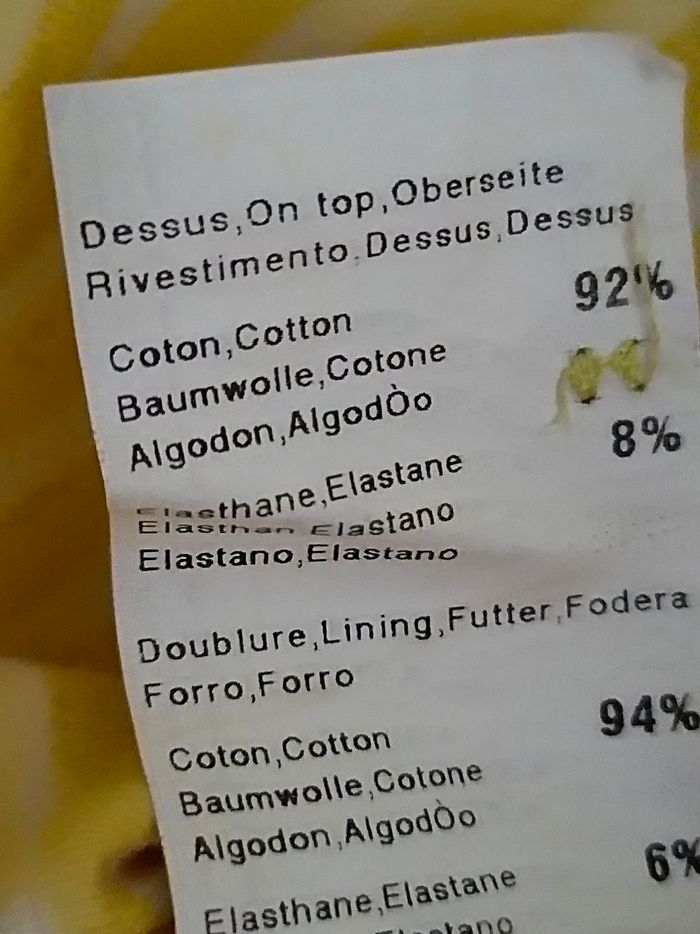 Dessus,On top,Oberseite
Rivestimento,Dessus,Dessus
92%
Coton,Cotton
Baumwolle,Cotone
Algodon,AlgodÒo
8%
Elasthane,Elastane
Elasthan Elastano
Elastano,Elastano
Doublure,Lining,Futter,Fodera
Forro,Forro
94%
Coton,Cotton
Baumwolle,Cotone
Algodon,AlgodÒo
6%
Elasthane,Elastane